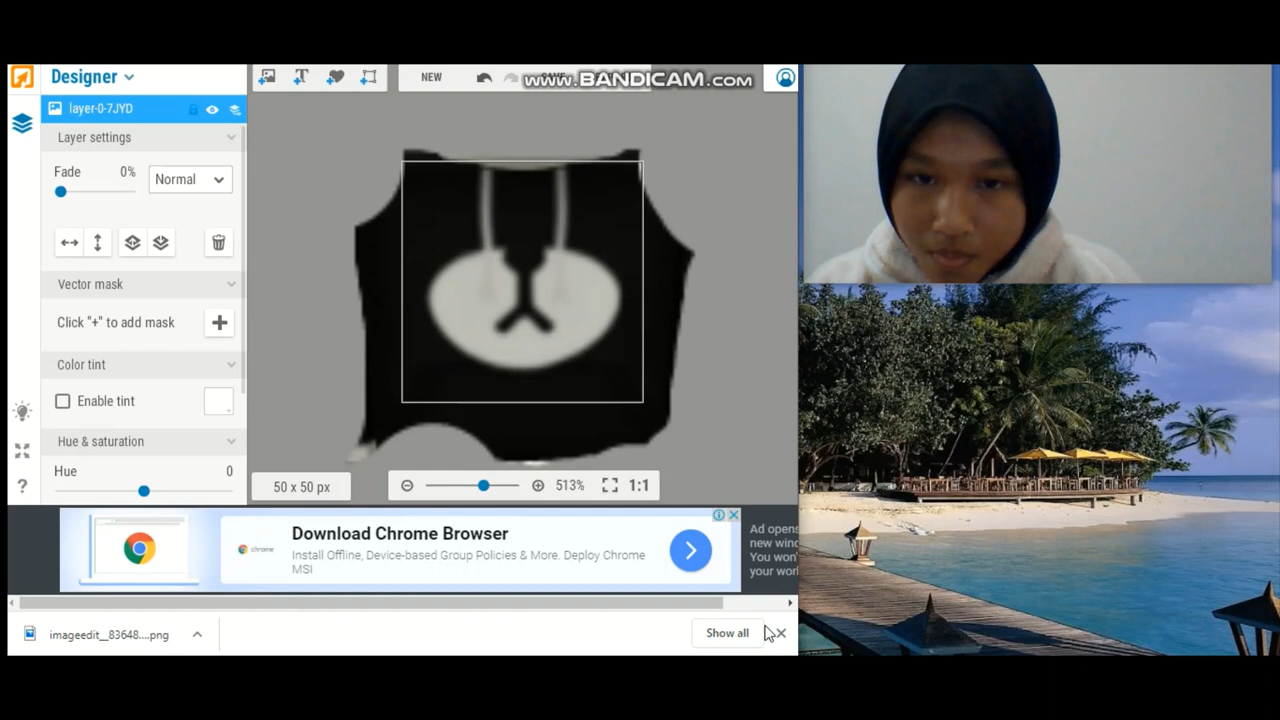 Designer
NEW
www.BANDICAM.com
layer-0-7JYD
Layer settings
Fade 0% Normal
Vector mask
Click "+" to add mask
Color tint
Enable tint
Hue & saturation
Hue 0
50 x 50 px
513% 1:1
Download Chrome Browser
chrome
Install Offline, Device-based Group Policies & More. Deploy Chrome
MSI
Ad opens
new
You won'
your
imageedit__83648....png
Show all